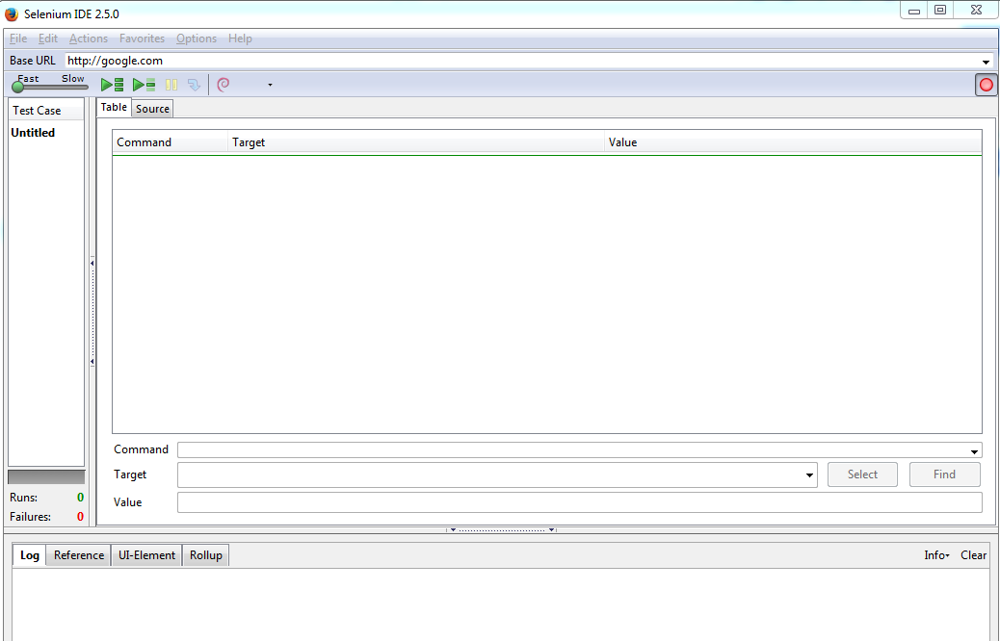 Selenium IDE 2.5.0
File Edit Actions Favorites Options Help
Base URL http://google.com
Fast Slow
Test Case
Untitled
Table Source
Command Target Value
Command
Target Select Find
Value
Runs: 0
Failures: 0
Log Reference UI-Element Rollup Info Clear